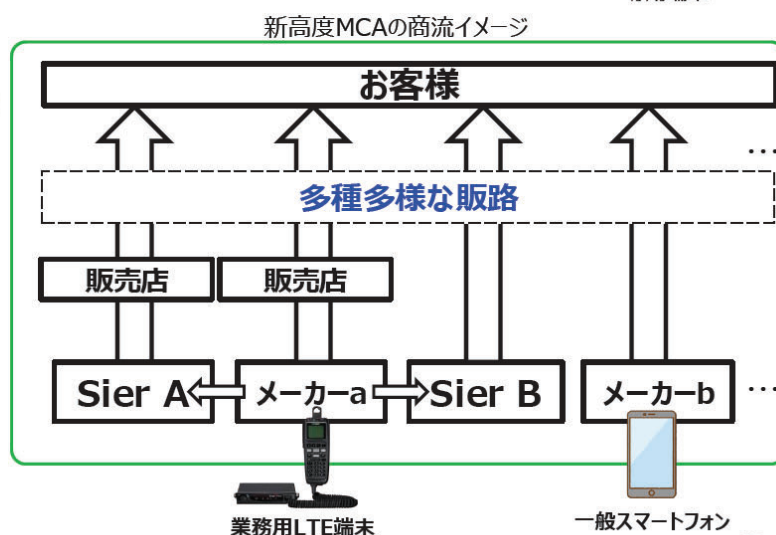 新高度MCAの商流イメージ
お客様
多種多様な販路
販売店
販売店
Sier A
メーカーa
Sier B
メーカーb
…
…
業務用LTE端末
一般スマートフォン